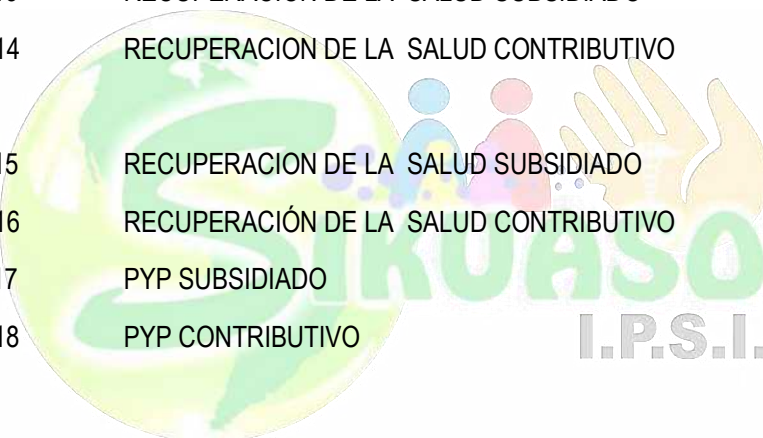 14 RECUPERACION DE LA SALUD CONTRIBUTIVO
15 RECUPERACION DE LA SALUD SUBSIDIADO
16 RECUPERACIÓN DE LA SALUD CONTRIBUTIVO
17 PYP SUBSIDIADO
18 PYP CONTRIBUTIVO
SIKUASO
I.P.S.I.